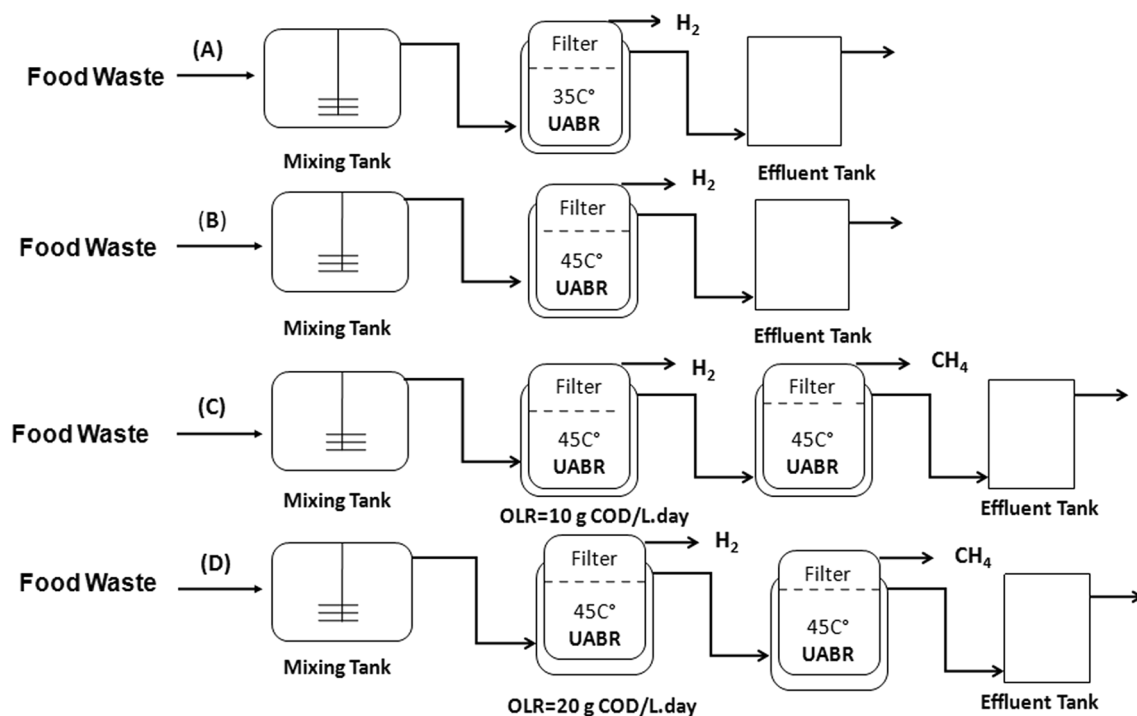 (A)
Food Waste
Mixing Tank
Filter
35C°
UABR
H₂
Effluent Tank
(B)
Food Waste
Mixing Tank
Filter
45C°
UABR
H₂
Effluent Tank
(C)
Food Waste
Mixing Tank
Filter
45C°
UABR
H₂
OLR=10 g COD/L.day
Filter
45C°
UABR
CH₄
Effluent Tank
(D)
Food Waste
Mixing Tank
Filter
45C°
UABR
H₂
OLR=20 g COD/L.day
Filter
45C°
UABR
CH₄
Effluent Tank